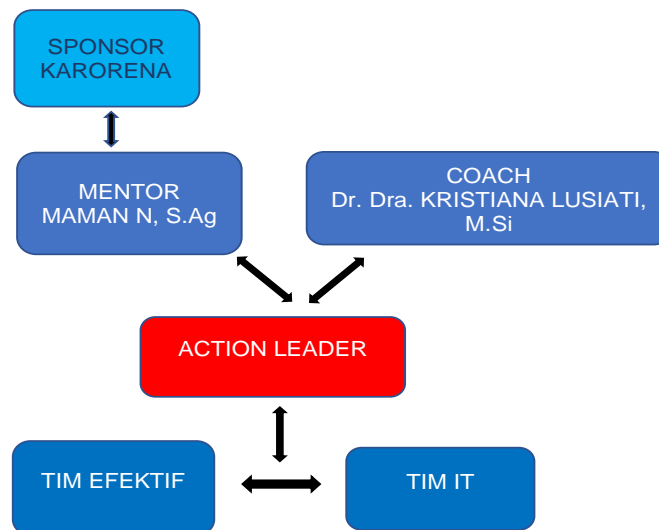 SPONSOR
KARORENA
MENTOR
MAMAN N, S.Ag
COACH
Dr. Dra. KRISTIANA LUSIATI,
M.Si
ACTION LEADER
TIM EFEKTIF
TIM IT